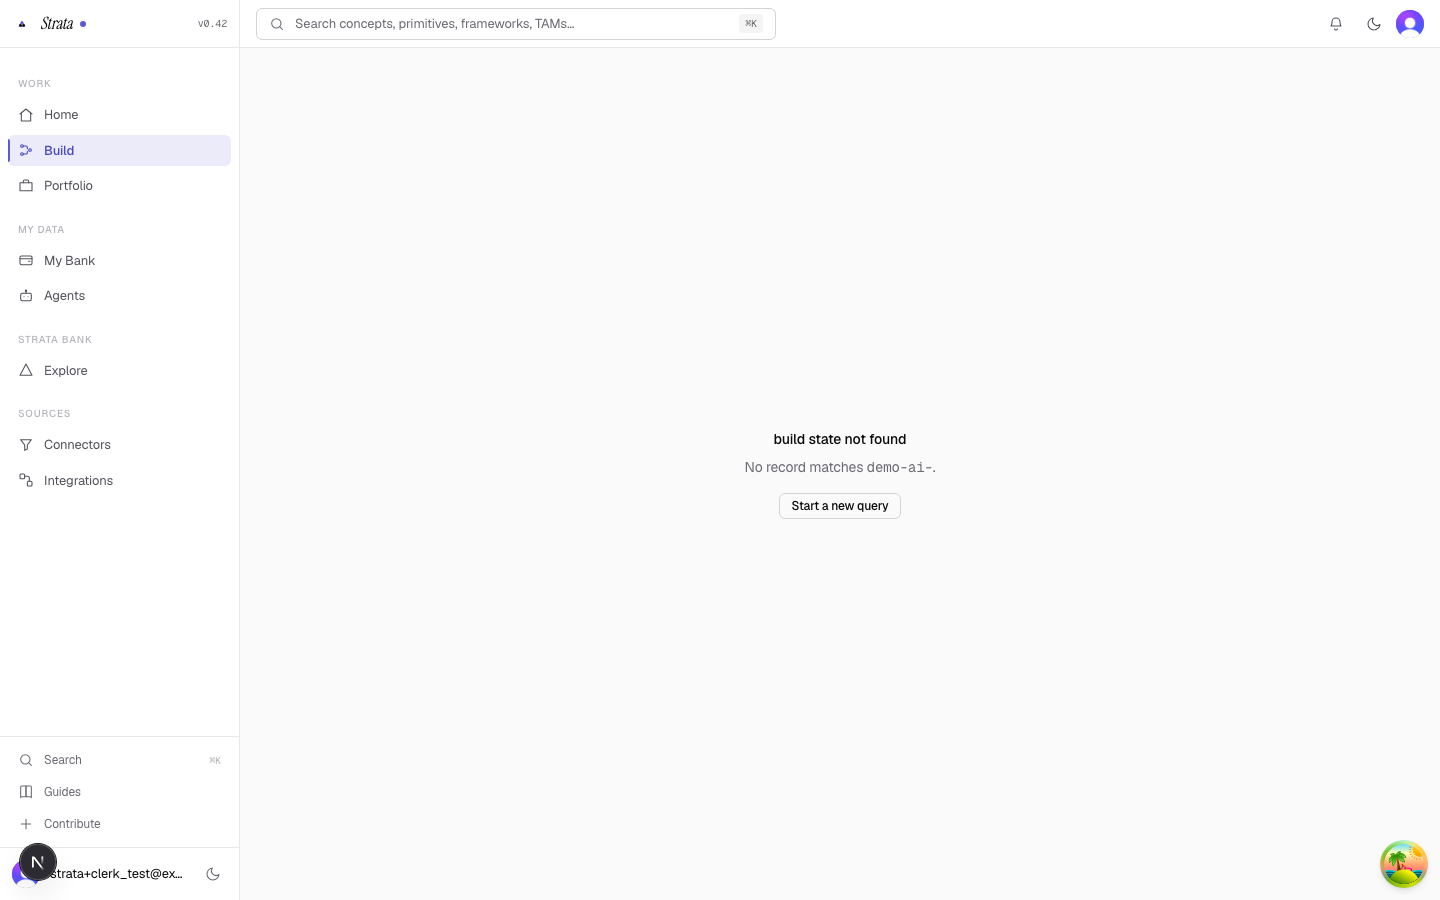 Strata
v0.42
Search concepts, primitives, frameworks, TAMs...
⌘K
WORK
Home
Build
Portfolio
MY DATA
My Bank
Agents
STRATA BANK
Explore
SOURCES
Connectors
Integrations
build state not found
No record matches demo-ai-.
Start a new query
Search
⌘K
Guides
Contribute
N
strata+clerk_test@ex...